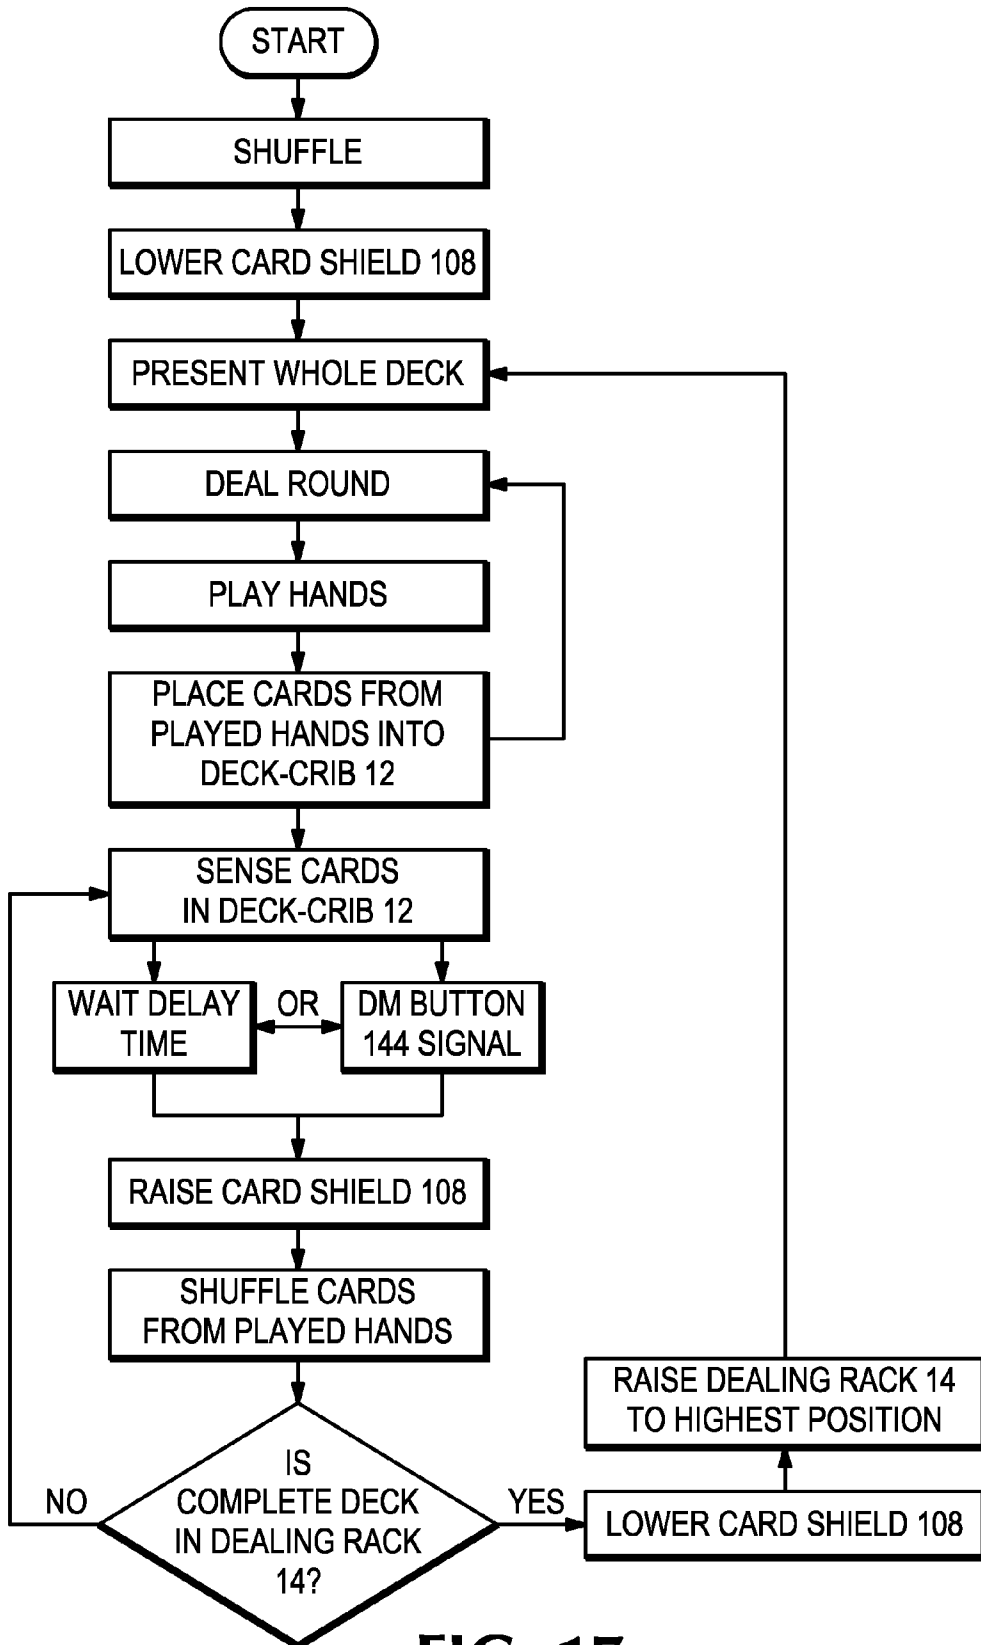 START
SHUFFLE
LOWER CARD SHIELD 108
PRESENT WHOLE DECK
DEAL ROUND
PLAY HANDS
PLACE CARDS FROM
PLAYED HANDS INTO
DECK-CRIB 12
SENSE CARDS
IN DECK-CRIB 12
WAIT DELAY
TIME
OR
DM BUTTON
144 SIGNAL
RAISE CARD SHIELD 108
SHUFFLE CARDS
FROM PLAYED HANDS
IS
COMPLETE DECK
IN DEALING RACK
14?
NO
YES
LOWER CARD SHIELD 108
RAISE DEALING RACK 14
TO HIGHEST POSITION
FIG. 17